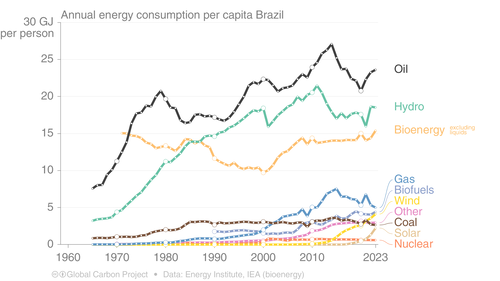 Annual energy consumption per capita Brazil
30 GJ
per person
25
20
15
10
5
0
Oil
Hydro
Bioenergy excluding
liquids
Gas
Biofuels
Wind
Other
Coal
Solar
Nuclear
1960 1970 1980 1990 2000 2010 2023
Global Carbon Project • Data: Energy Institute, IEA (bioenergy)